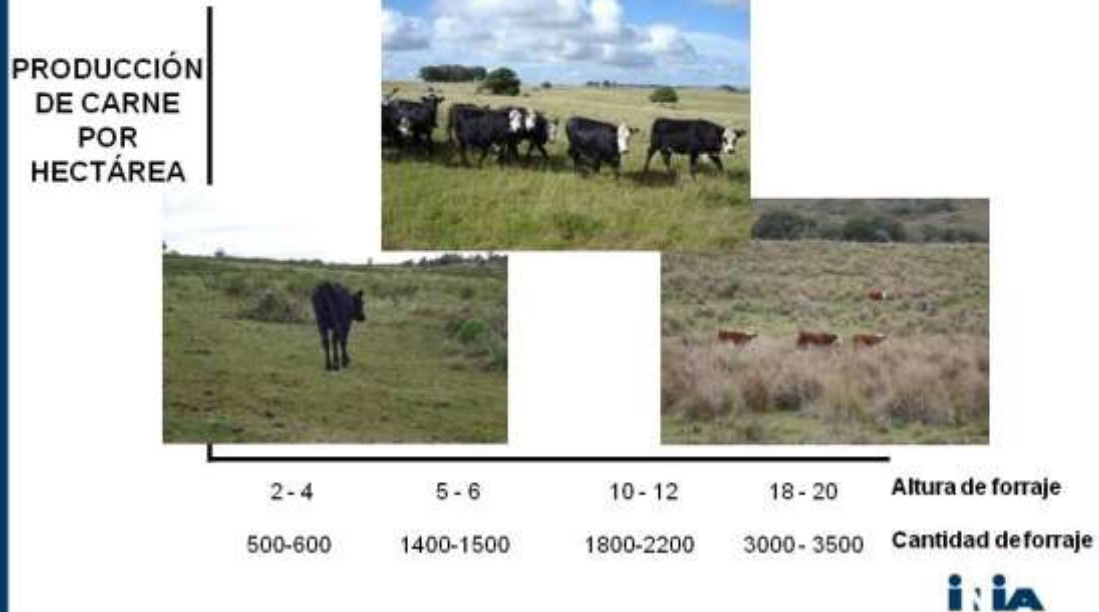 PRODUCCIÓN
DE CARNE
POR
HECTÁREA
2 - 4 5 - 6 10 - 12 18 - 20 Altura de forraje
500-600 1400-1500 1800-2200 3000 - 3500 Cantidad de forraje
inia